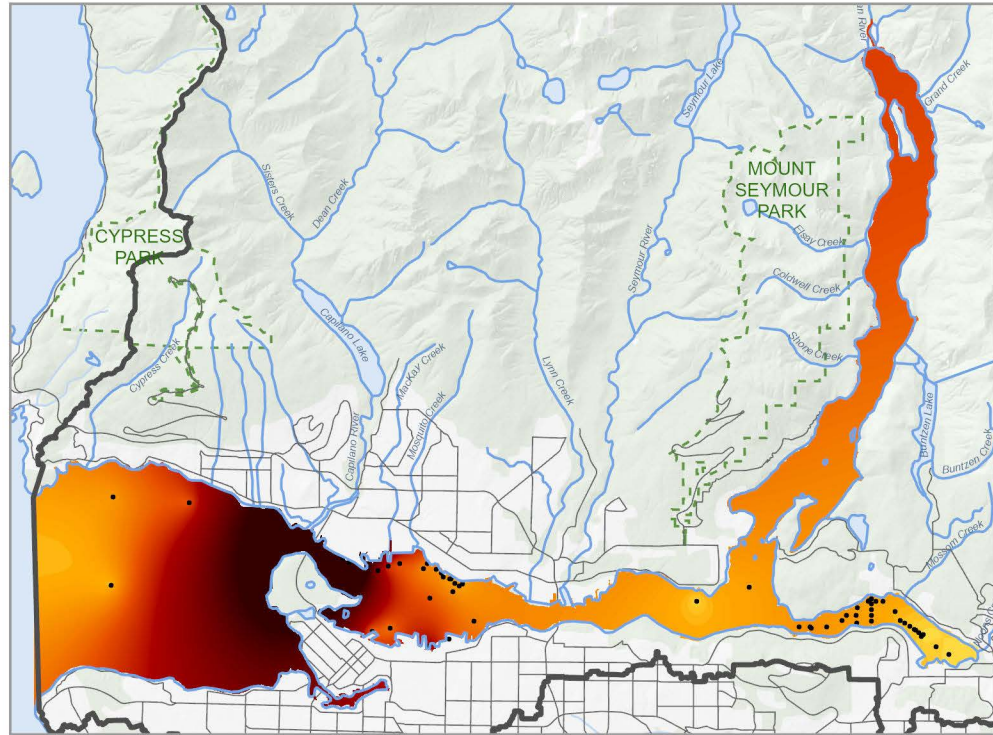 Seymour Lake
Grand Creek
MOUNT
SEYMOUR
PARK
Sisters Creek
Dean Creek
CYPRESS
PARK
Elsay Creek
Seymour River
Coldwell Creek
Capilano Lake
Cypress Creek
MacKay Creek
Lynn Creek
Shone Creek
Mosquito Creek
Buntzen Lake
Capilano River
Buntzen Creek
Mossom Creek